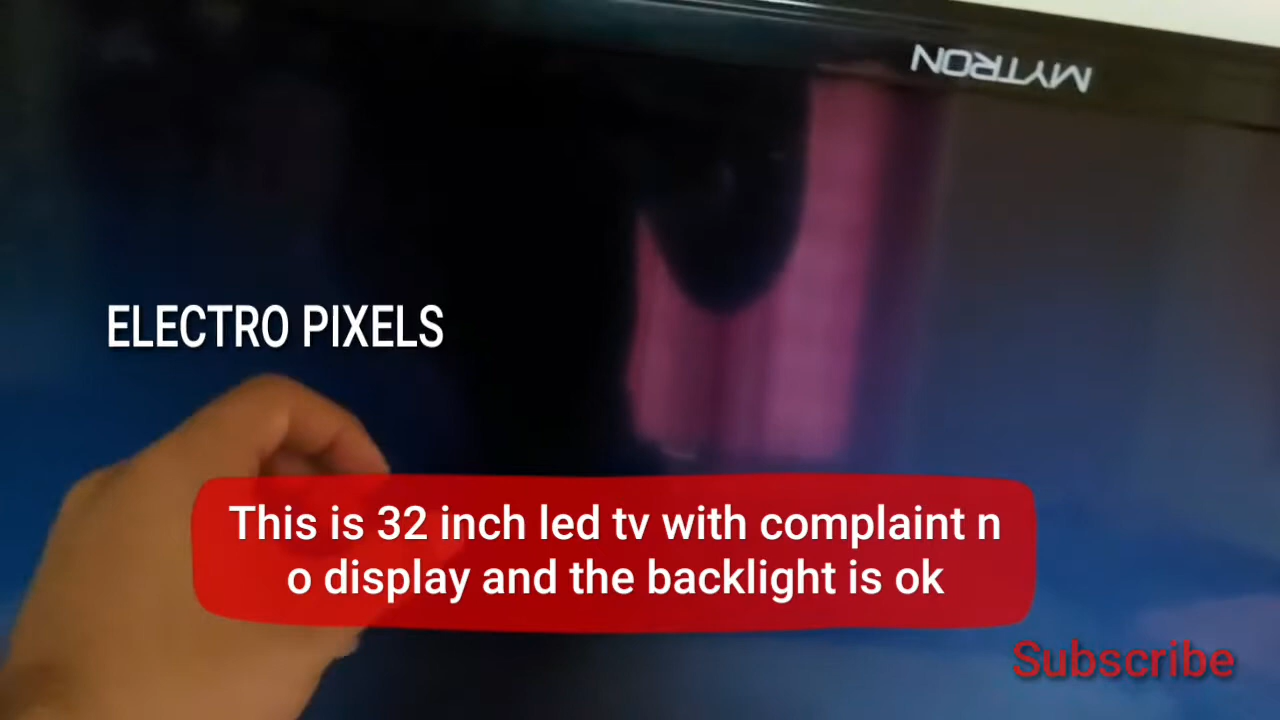 MYTRON
ELECTRO PIXELS
This is 32 inch led tv with complaint n
o display and the backlight is ok
Subscribe